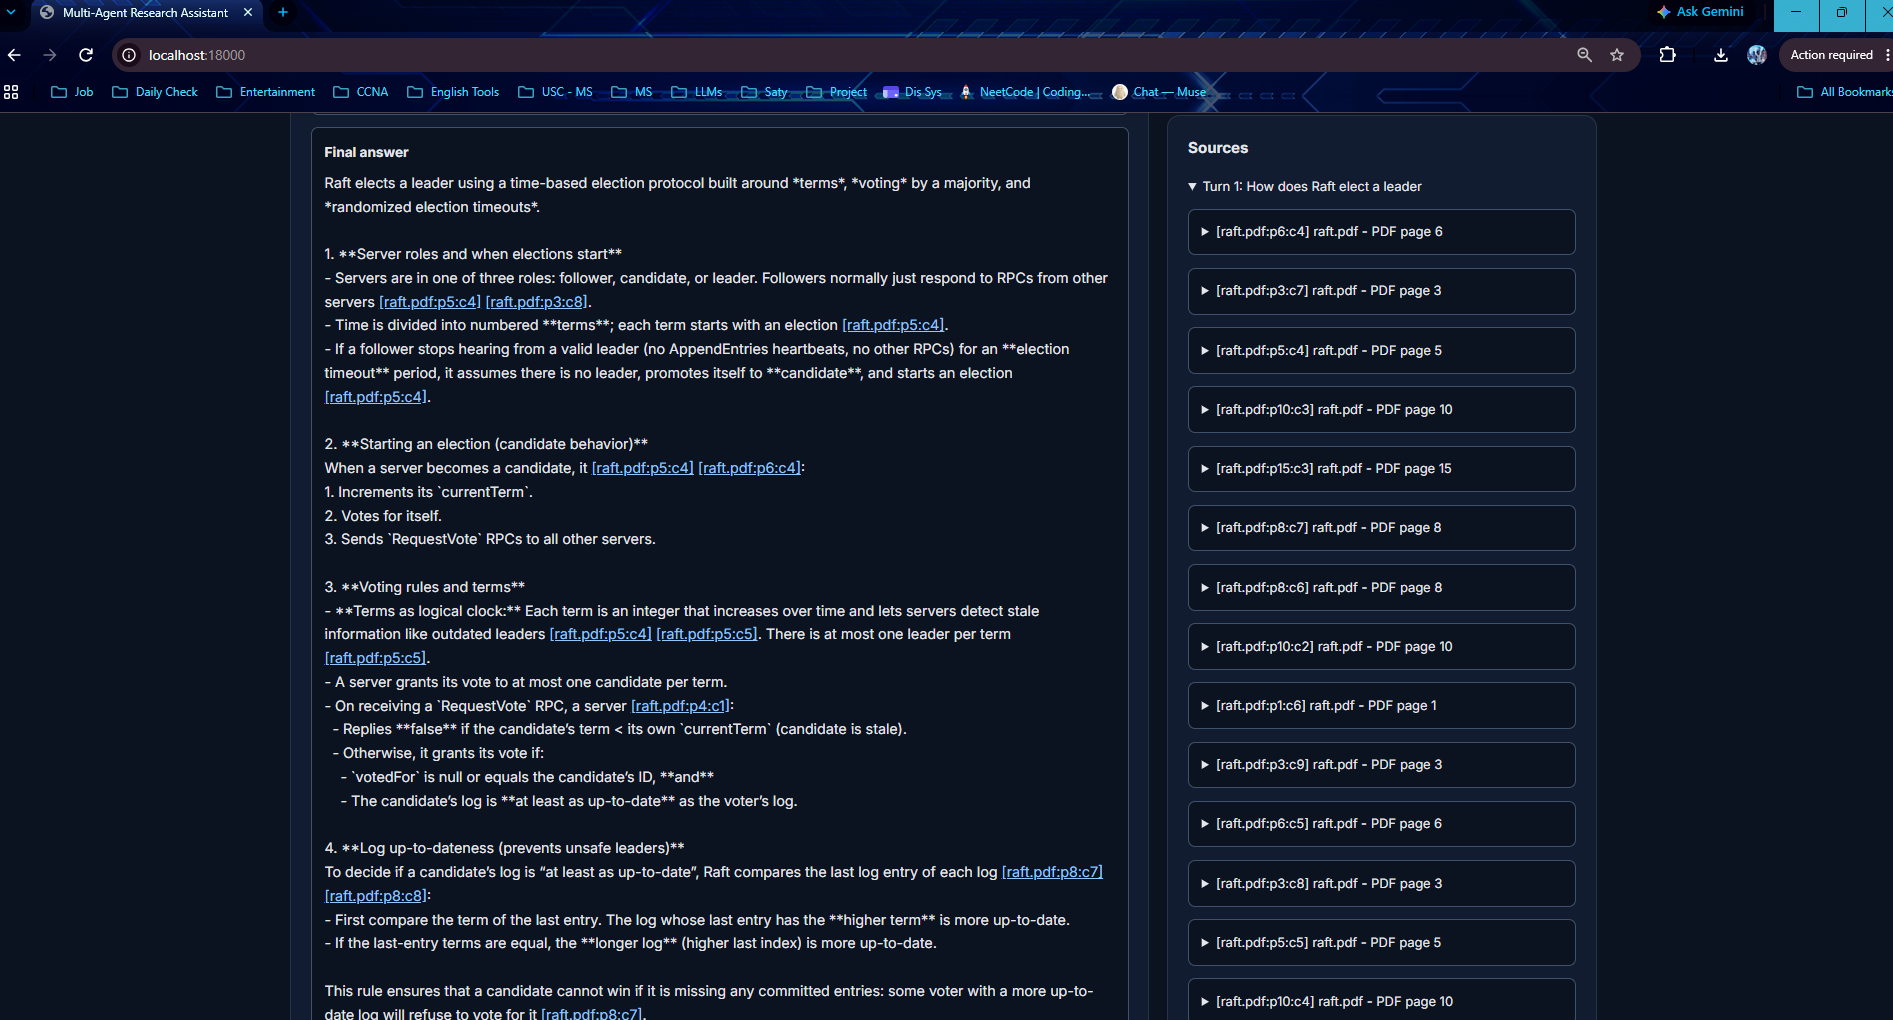 Multi-Agent Research Assistant
Ask Gemini
localhost:18000
Action required
Job
Daily Check
Entertainment
CCNA
English Tools
USC - MS
MS
LLMs
Saty
Project
Dis Sys
NeetCode | Coding...
Chat — Muse
All Bookmarks
Final answer
Raft elects a leader using a time-based election protocol built around *terms*, *voting* by a majority, and
*randomized election timeouts*.
1. **Server roles and when elections start**
- Servers are in one of three roles: follower, candidate, or leader. Followers normally just respond to RPCs from other
servers [raft.pdf:p5:c4] [raft.pdf:p3:c8].
- Time is divided into numbered **terms**; each term starts with an election [raft.pdf:p5:c4].
- If a follower stops hearing from a valid leader (no AppendEntries heartbeats, no other RPCs) for an **election
timeout** period, it assumes there is no leader, promotes itself to **candidate**, and starts an election
[raft.pdf:p5:c4].
2. **Starting an election (candidate behavior)**
When a server becomes a candidate, it [raft.pdf:p5:c4] [raft.pdf:p6:c4]:
1. Increments its `currentTerm`.
2. Votes for itself.
3. Sends `RequestVote` RPCs to all other servers.
3. **Voting rules and terms**
- **Terms as logical clock:** Each term is an integer that increases over time and lets servers detect stale
information like outdated leaders [raft.pdf:p5:c4] [raft.pdf:p5:c5]. There is at most one leader per term
[raft.pdf:p5:c5].
- A server grants its vote to at most one candidate per term.
- On receiving a `RequestVote` RPC, a server [raft.pdf:p4:c1]:
- Replies **false** if the candidate’s term < its own `currentTerm` (candidate is stale).
- Otherwise, it grants its vote if:
- `votedFor` is null or equals the candidate’s ID, **and**
- The candidate’s log is **at least as up-to-date** as the voter’s log.
4. **Log up-to-dateness (prevents unsafe leaders)**
To decide if a candidate’s log is “at least as up-to-date”, Raft compares the last log entry of each log [raft.pdf:p8:c7]
[raft.pdf:p8:c8]:
- First compare the term of the last entry. The log whose last entry has the **higher term** is more up-to-date.
- If the last-entry terms are equal, the **longer log** (higher last index) is more up-to-date.
This rule ensures that a candidate cannot win if it is missing any committed entries: some voter with a more up-to-
date log will refuse to vote for it [raft.pdf:p8:c7].
Sources
Turn 1: How does Raft elect a leader
[raft.pdf:p6:c4] raft.pdf - PDF page 6
[raft.pdf:p3:c7] raft.pdf - PDF page 3
[raft.pdf:p5:c4] raft.pdf - PDF page 5
[raft.pdf:p10:c3] raft.pdf - PDF page 10
[raft.pdf:p15:c3] raft.pdf - PDF page 15
[raft.pdf:p8:c7] raft.pdf - PDF page 8
[raft.pdf:p8:c6] raft.pdf - PDF page 8
[raft.pdf:p10:c2] raft.pdf - PDF page 10
[raft.pdf:p1:c6] raft.pdf - PDF page 1
[raft.pdf:p3:c9] raft.pdf - PDF page 3
[raft.pdf:p6:c5] raft.pdf - PDF page 6
[raft.pdf:p3:c8] raft.pdf - PDF page 3
[raft.pdf:p5:c5] raft.pdf - PDF page 5
[raft.pdf:p10:c4] raft.pdf - PDF page 10